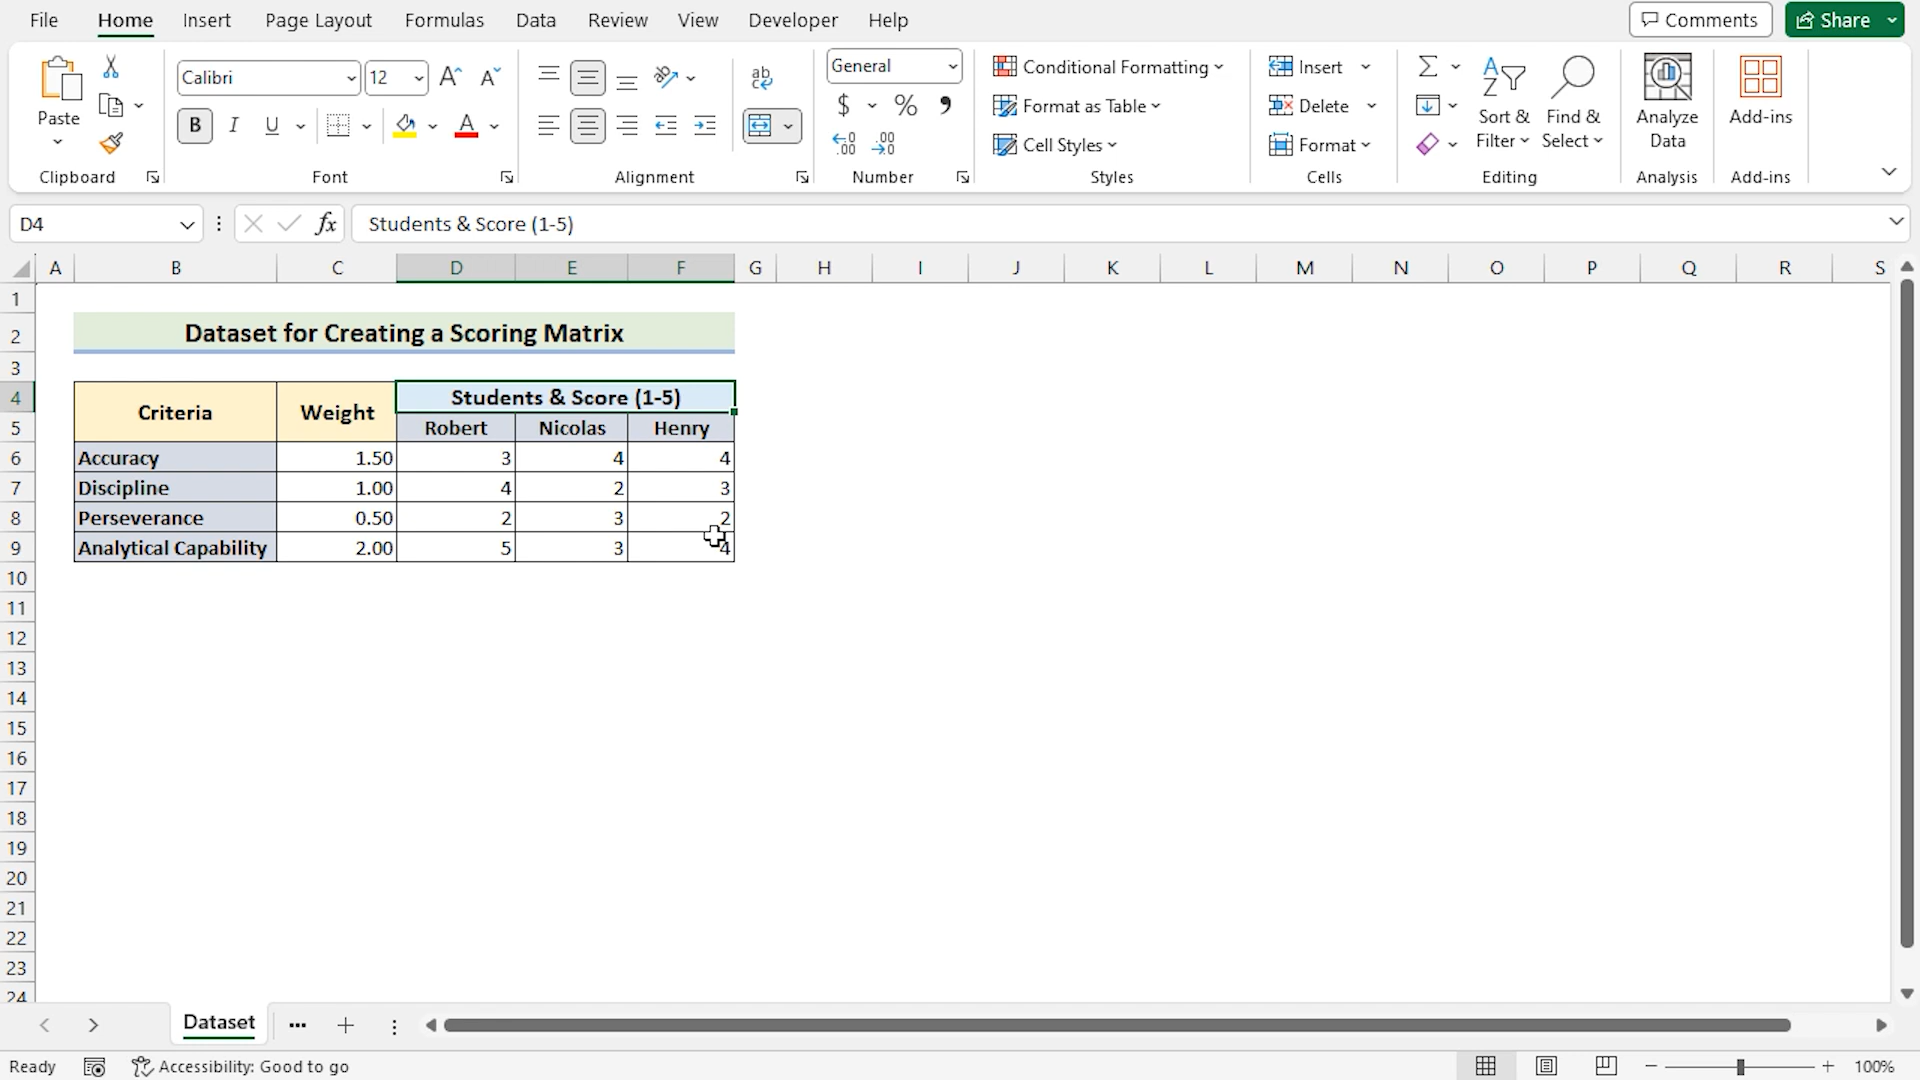 File Home Insert Page Layout Formulas Data Review View Developer Help Comments Share
Paste
Calibri 12
B I U A
ab
General
$ % ,
Conditional Formatting
Format as Table
Cell Styles
Insert
Delete
Format
Sort & Filter
Find & Select
Analyze Data
Add-ins
Clipboard Font Alignment Number Styles Cells Editing Analysis Add-ins
D4 fx Students & Score (1-5)
A B C D E F G H I J K L M N O P Q R S
1
2 Dataset for Creating a Scoring Matrix
3
4 Criteria Weight Students & Score (1-5)
5 Robert Nicolas Henry
6 Accuracy 1.50 3 4 4
7 Discipline 1.00 4 2 3
8 Perseverance 0.50 2 3 2
9 Analytical Capability 2.00 5 3 4
10
11
12
13
14
15
16
17
18
19
20
21
22
23
24
Dataset
Ready Accessibility: Good to go 100%